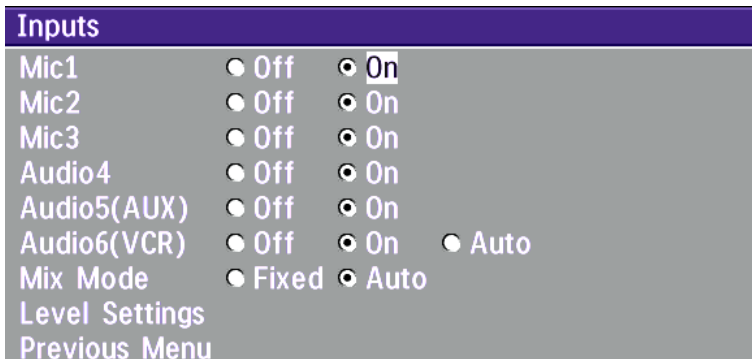 Inputs
Mic1 Off On
Mic2 Off On
Mic3 Off On
Audio4 Off On
Audio5(AUX) Off On
Audio6(VCR) Off On Auto
Mix Mode Fixed Auto
Level Settings
Previous Menu